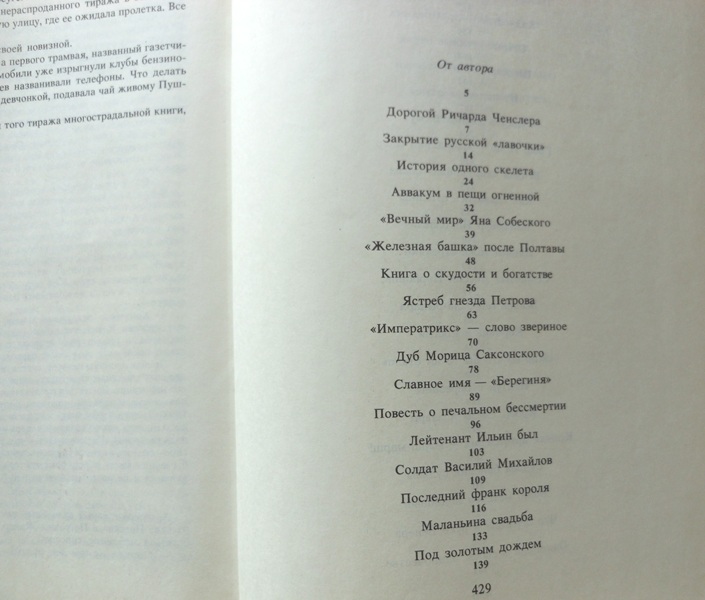 нераспроданного тиража в
ю улицу, где ее ожидала пролетка. Все
воей новизной.
а первого трамвая, названный газетчи-
мобили уже изрыгнули клубы бензино-
ев названивали телефоны. Что делать
девчонкой, подавала чай живому Пуш-
того тиража многострадальной книги,
От автора
5
Дорогой Ричарда Ченслера
7
Закрытие русской «лавочки»
14
История одного скелета
24
Аввакум в пещи огненной
32
«Вечный мир» Яна Собеского
39
«Железная башка» после Полтавы
48
Книга о скудости и богатстве
56
Ястреб гнезда Петрова
63
«Императрикс» — слово звериное
70
Дуб Морица Саксонского
78
Славное имя — «Берегиня»
89
Повесть о печальном бессмертии
96
Лейтенант Ильин был
103
Солдат Василий Михайлов
109
Последний франк короля
116
Маланьина свадьба
133
Под золотым дождем
139
429